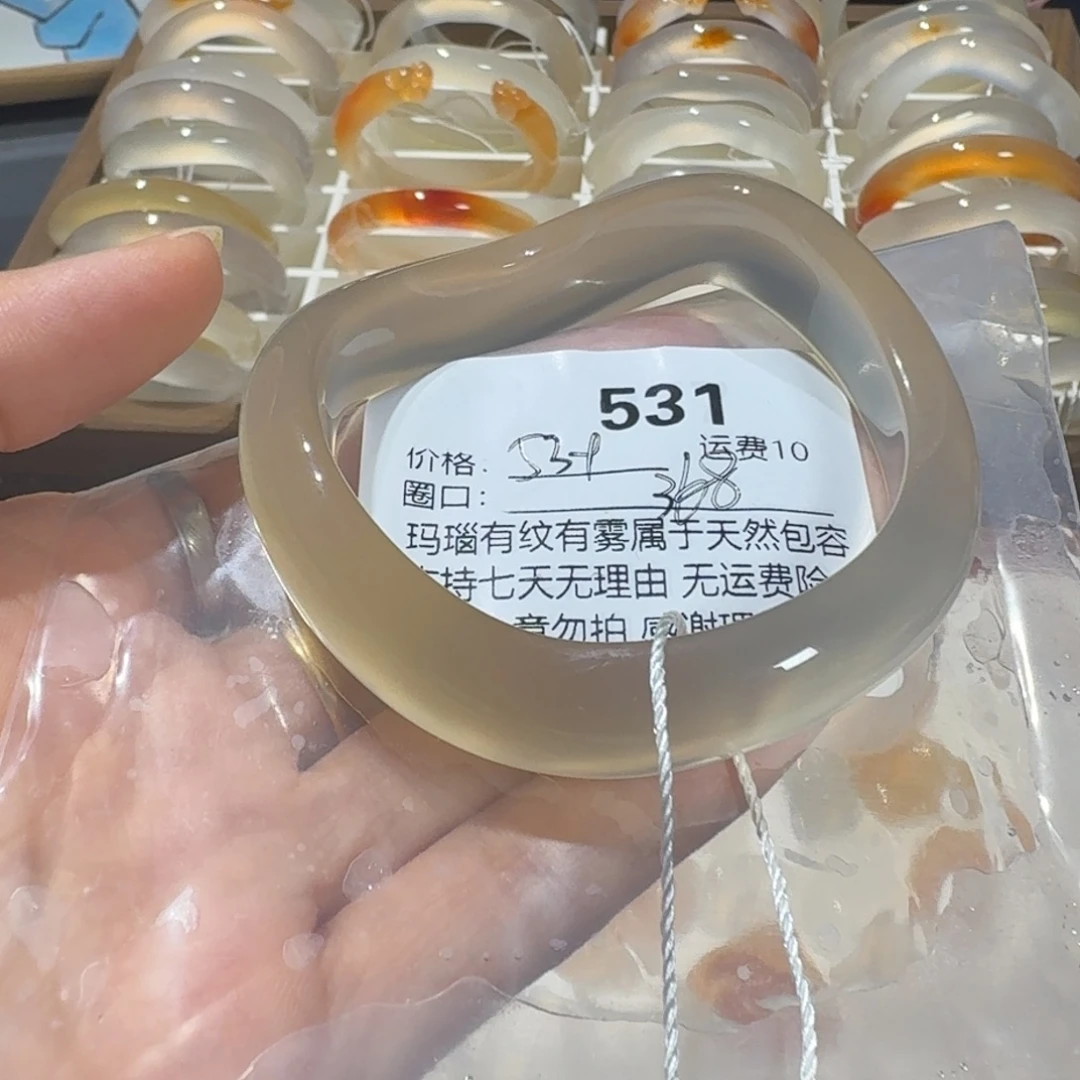 531
价格: 运费10
圈口: 368
玛瑙有纹有雾属于天然包容
持七天无理由 无运费险
意勿拍 感谢理